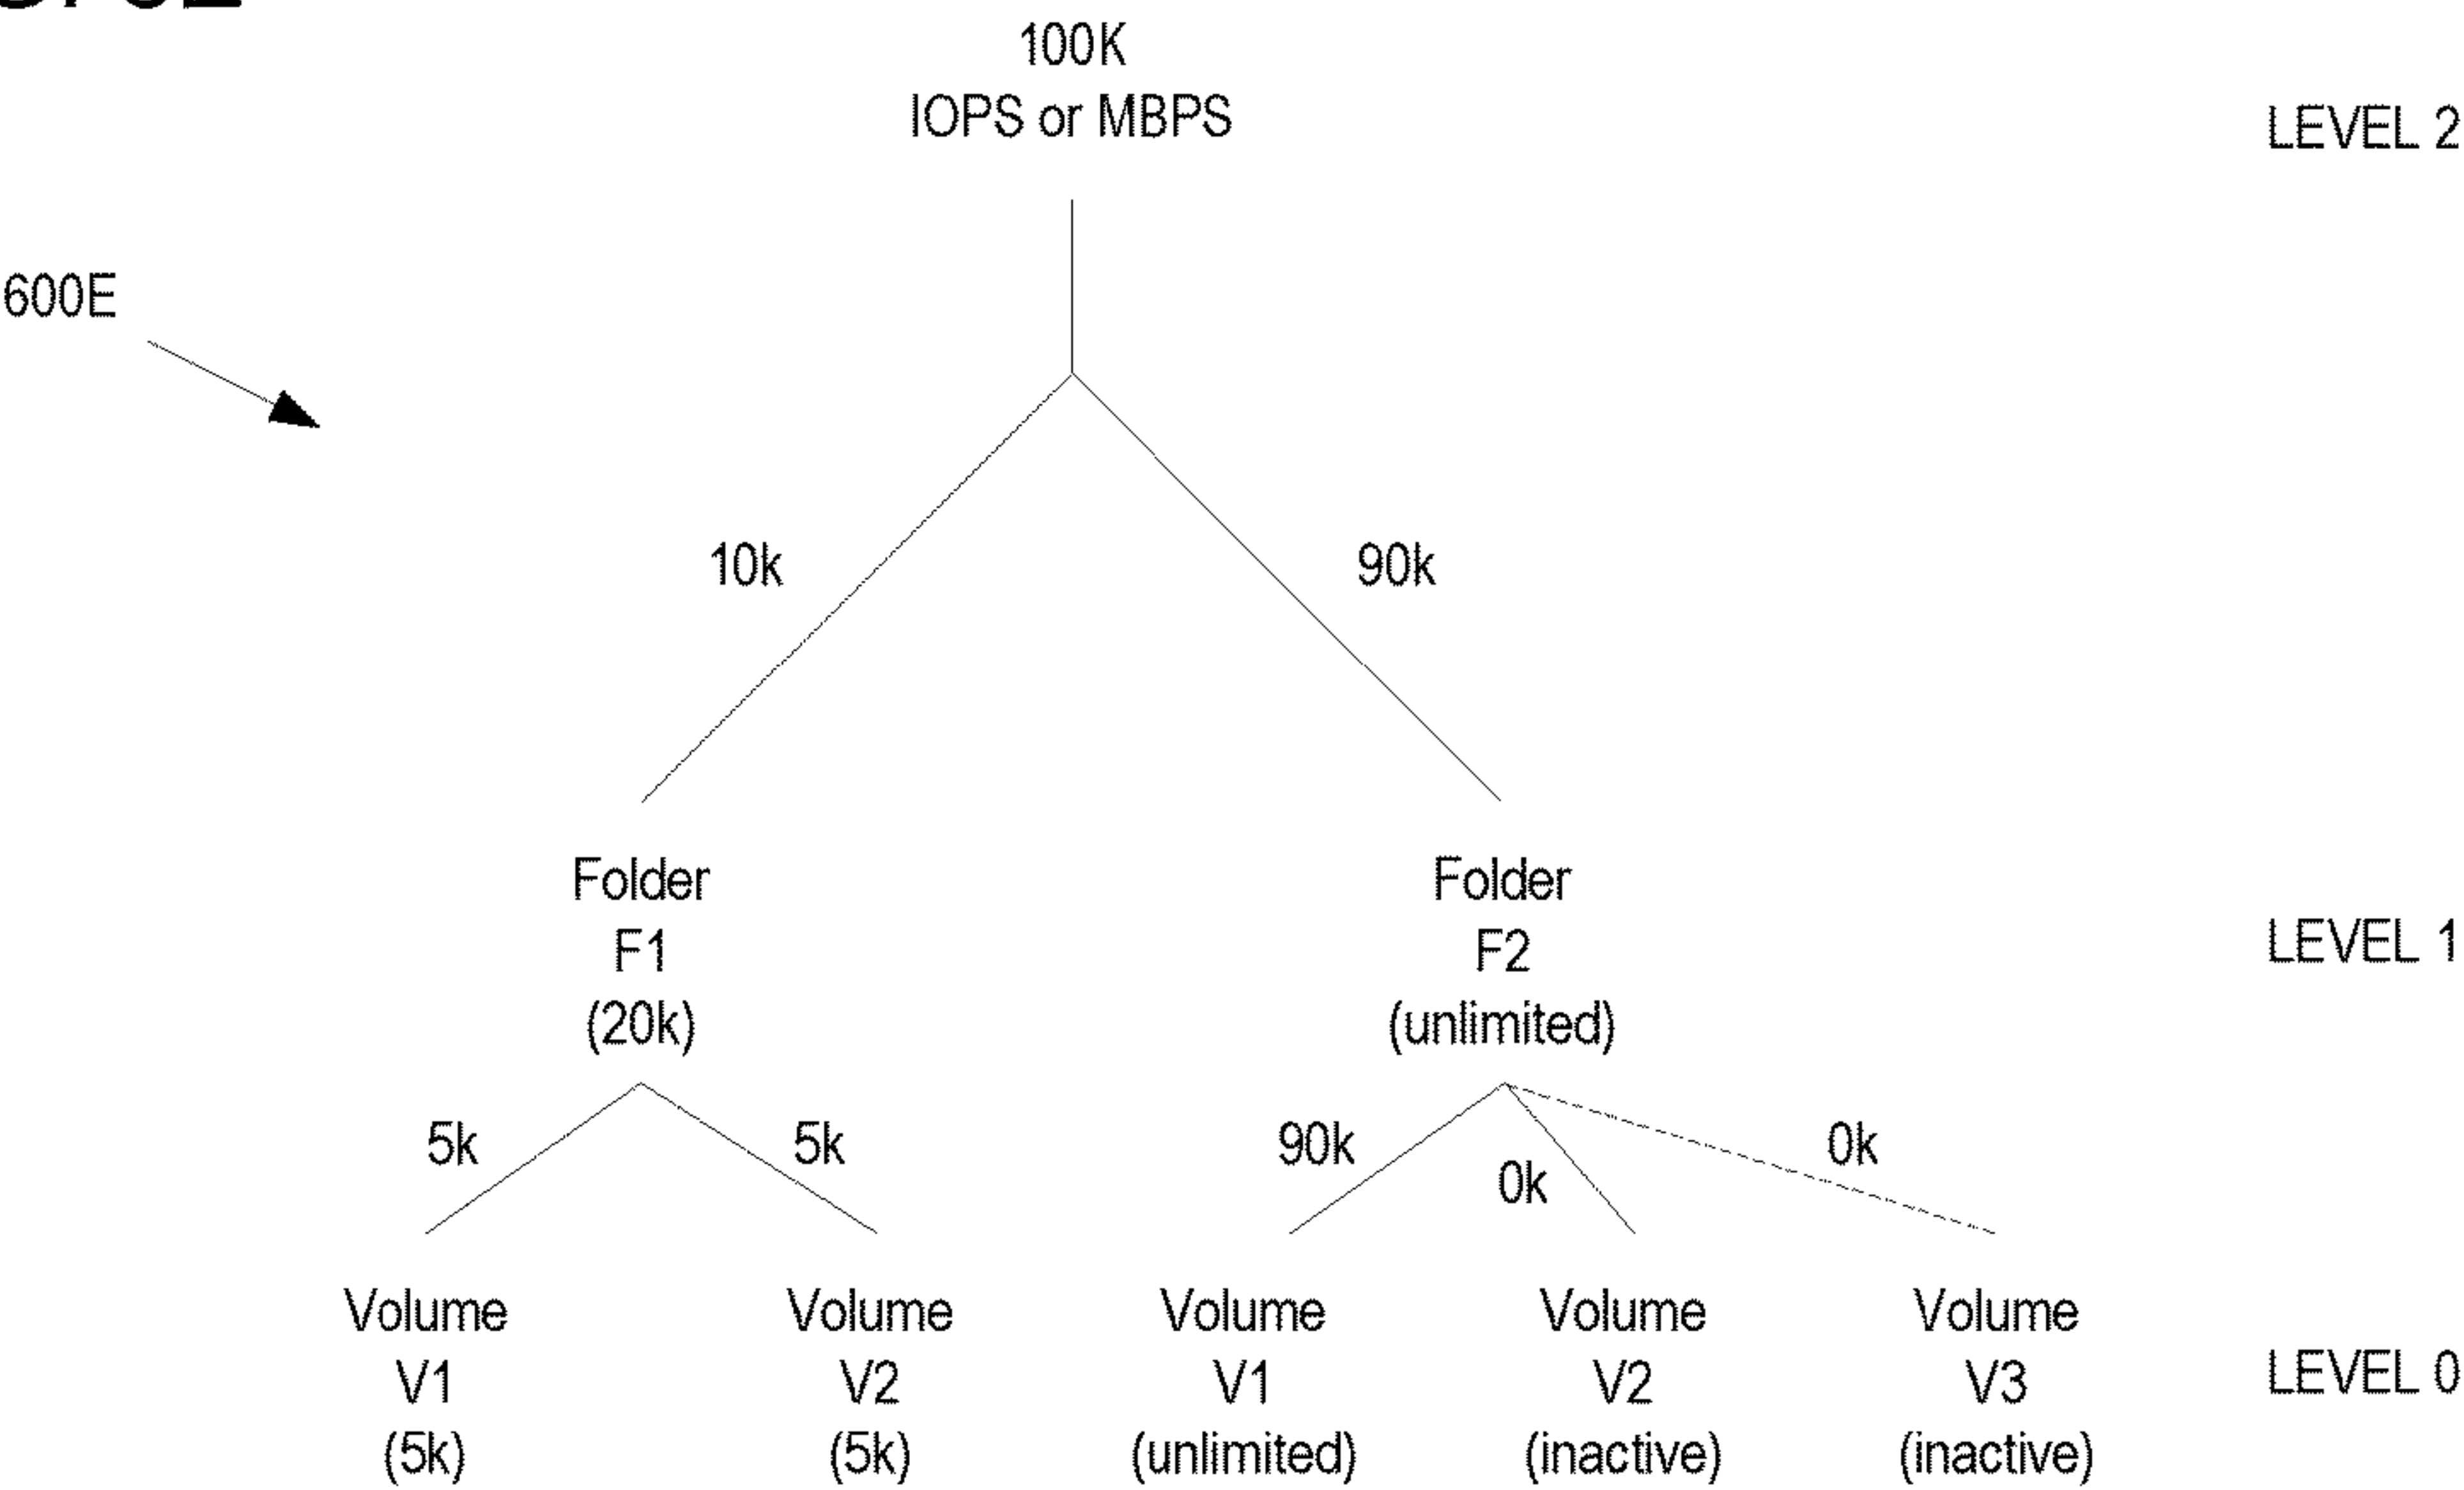 100K
IOPS or MBPS
LEVEL 2
600E
10k
90k
Folder
F1
(20k)
Folder
F2
(unlimited)
LEVEL 1
5k
5k
90k
0k
0k
Volume
V1
(5k)
Volume
V2
(5k)
Volume
V1
(unlimited)
Volume
V2
(inactive)
Volume
V3
(inactive)
LEVEL 0